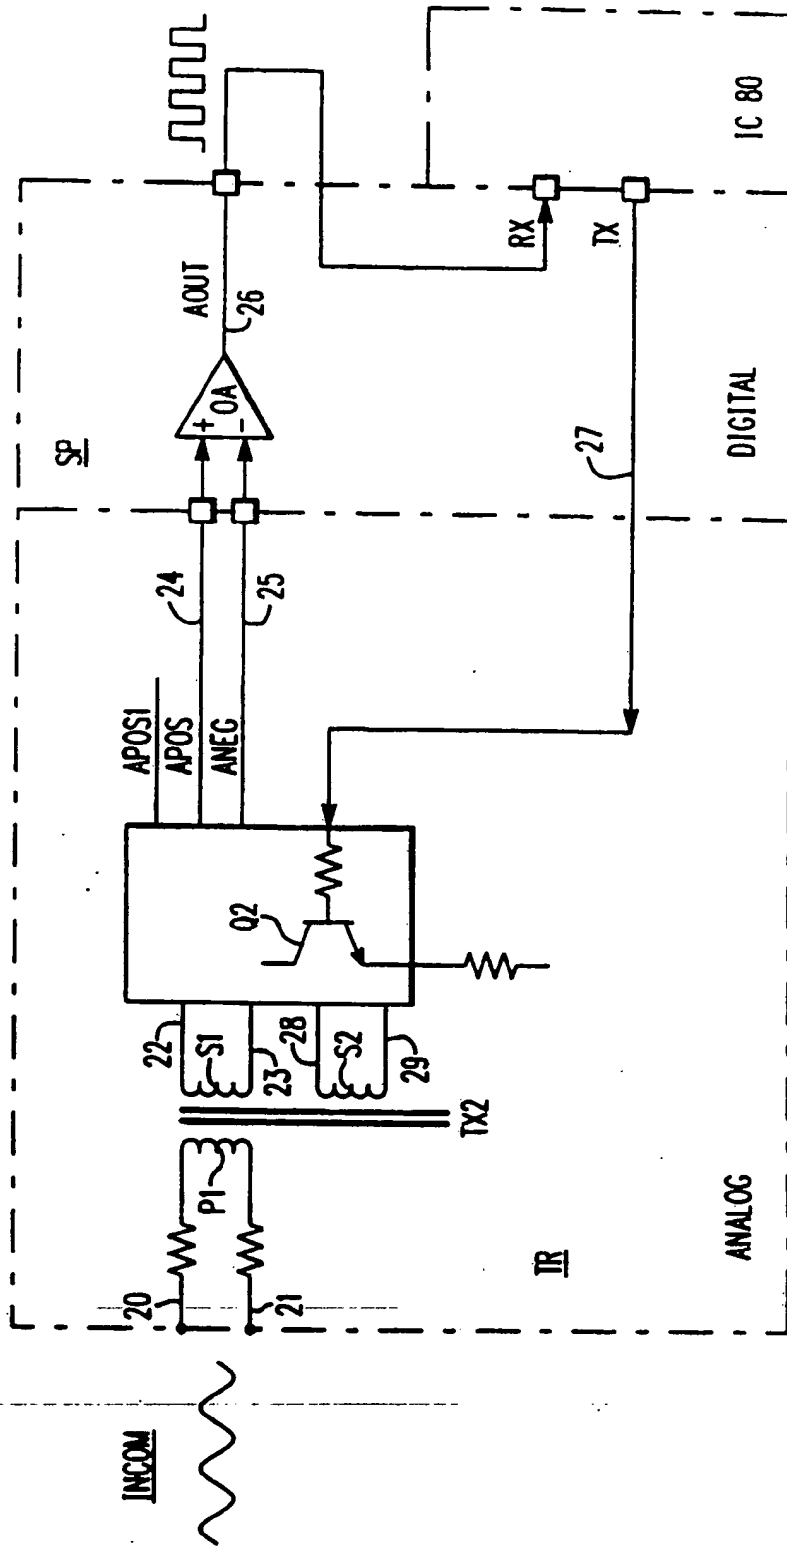 INCOM
20
21
P1
TX2
22
S1
23
28
S2
29
Q2
APOS1
APOS
ANEG
24
25
SP
+
-
OA
AOUT
26
RX
TX
27
TR
ANALOG
DIGITAL
IC 80